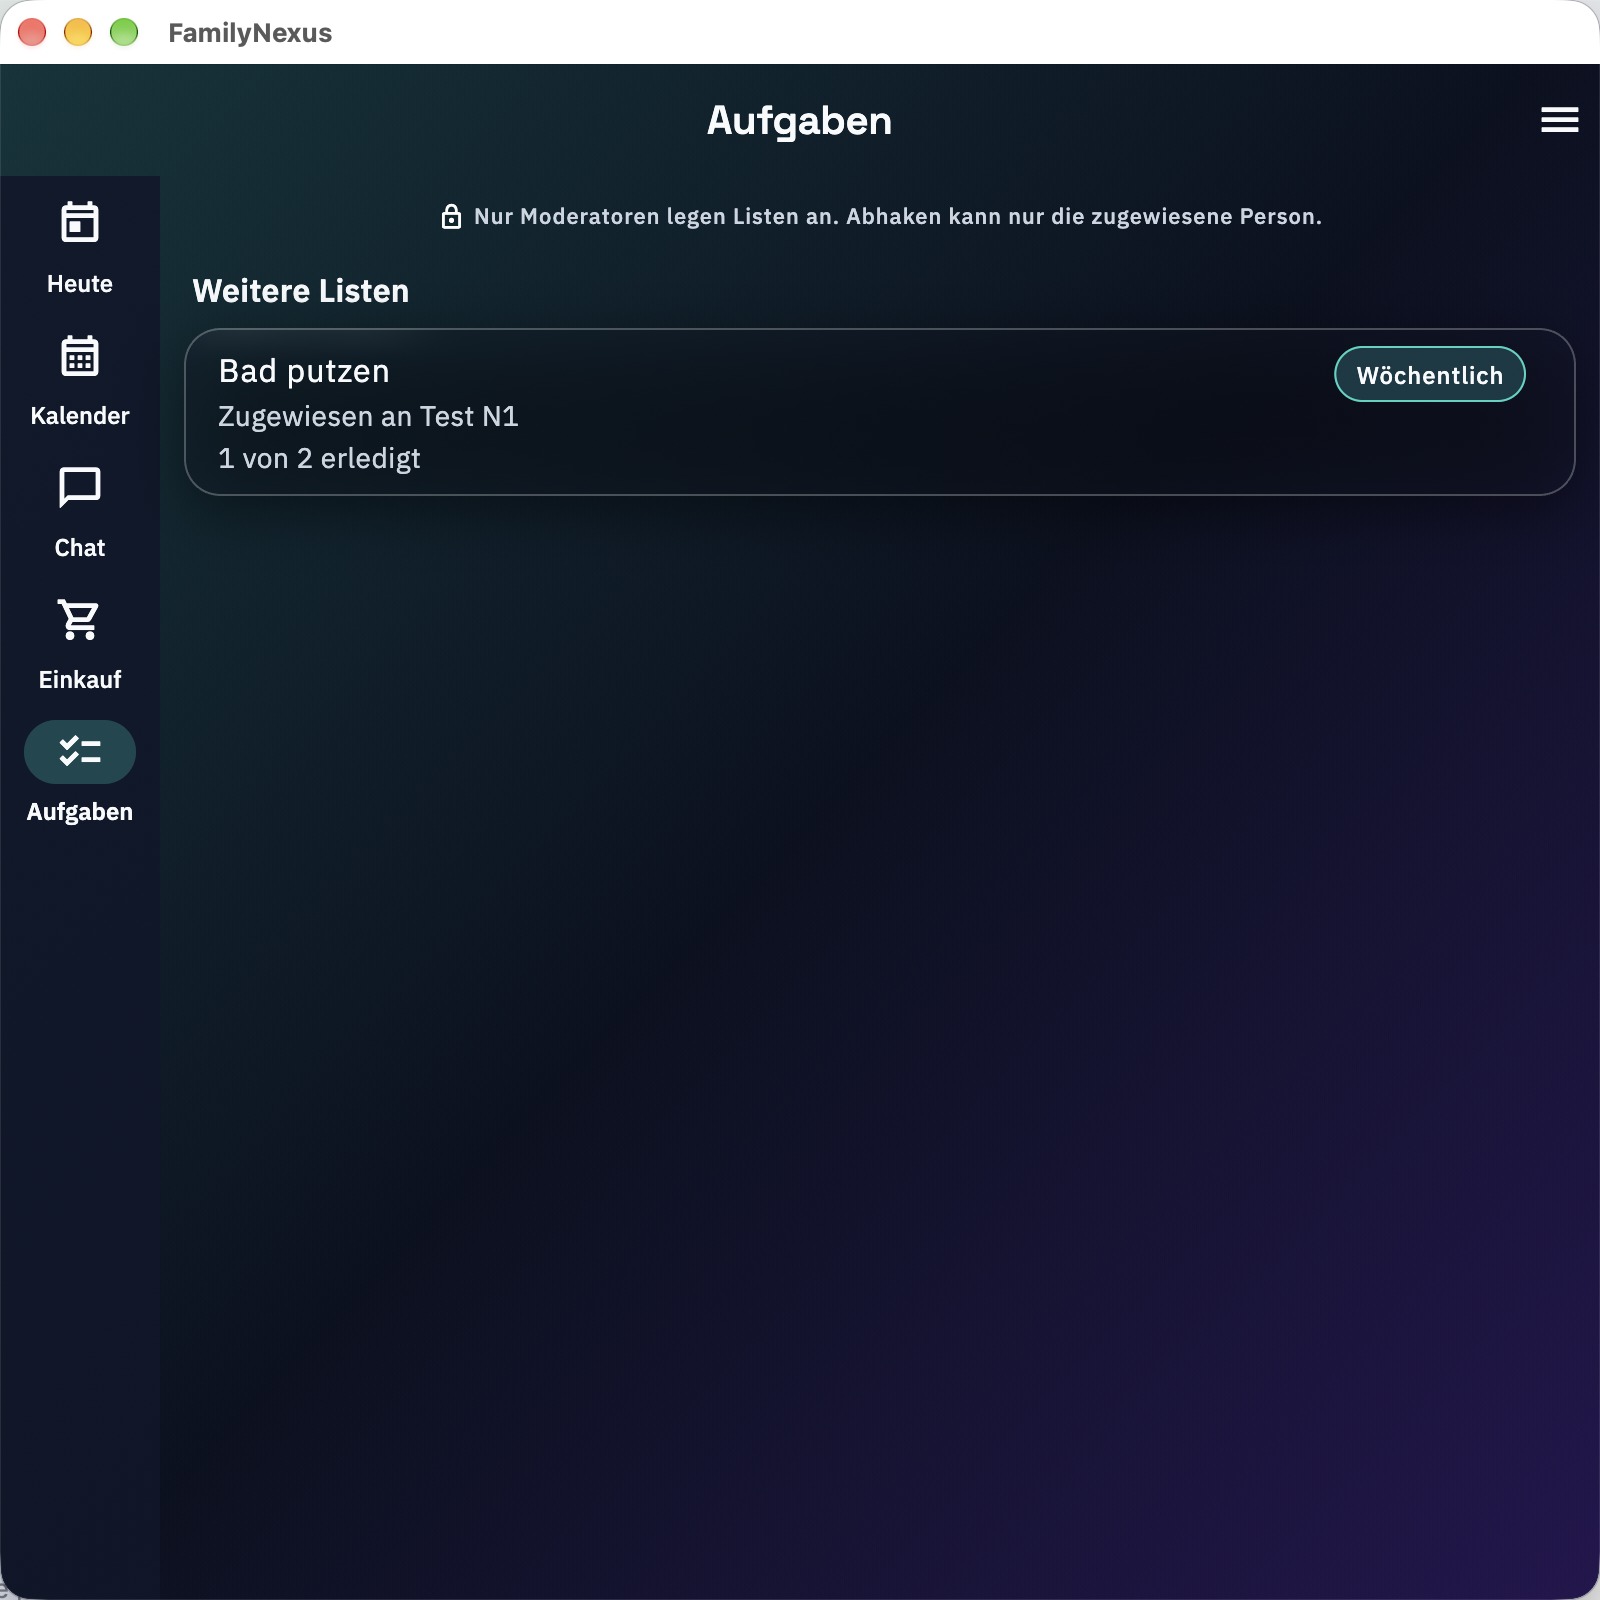 FamilyNexus
Aufgaben
Nur Moderatoren legen Listen an. Abhaken kann nur die zugewiesene Person.
Heute
Kalender
Chat
Einkauf
Aufgaben
Weitere Listen
Bad putzen
Wöchentlich
Zugewiesen an Test N1
1 von 2 erledigt